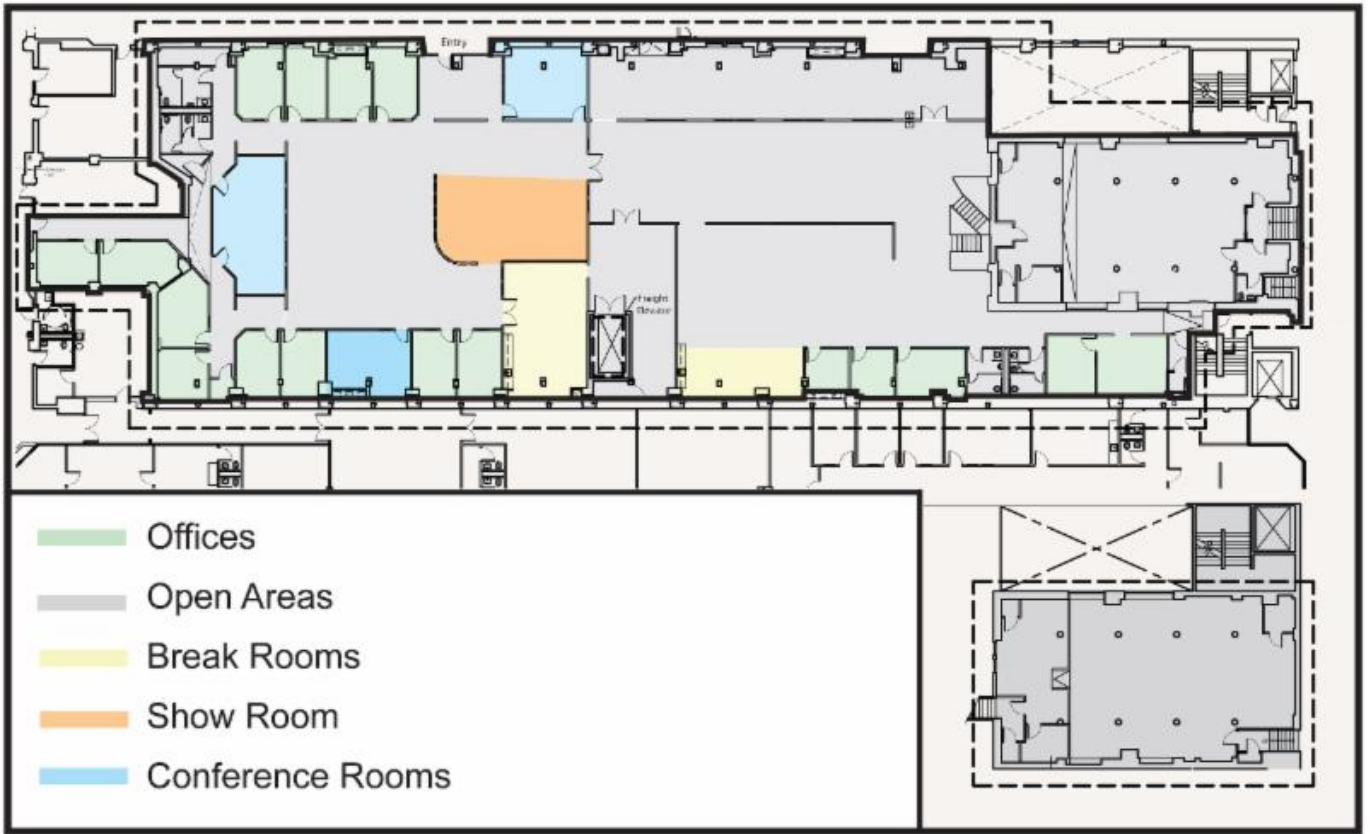 Entry
Freight
Elevator
Offices
Open Areas
Break Rooms
Show Room
Conference Rooms